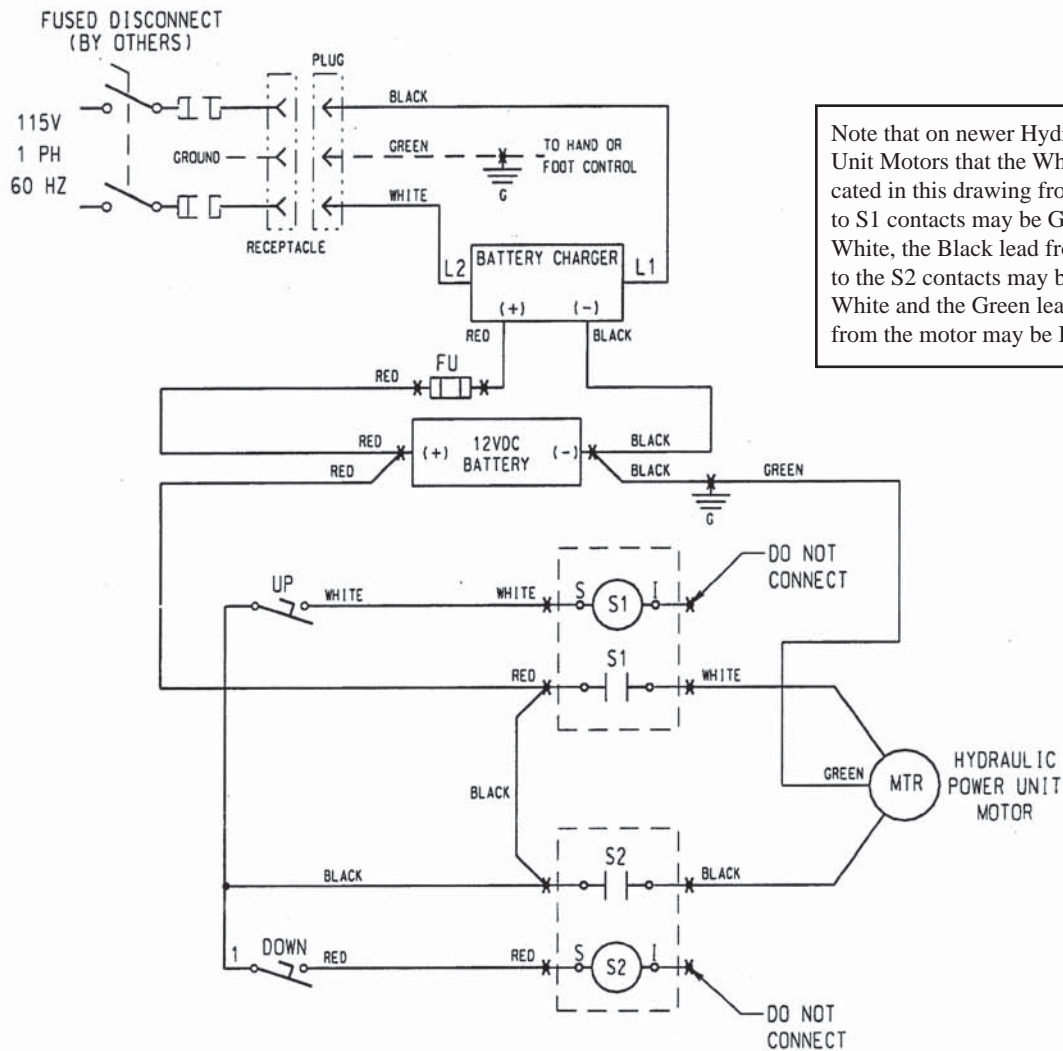 FUSED DISCONNECT
(BY OTHERS)
PLUG
115V
1 PH
60 HZ
BLACK
GROUND
GREEN
TO HAND OR
FOOT CONTROL
G
WHITE
RECEPTACLE
L2
BATTERY CHARGER
L1
(+)
(-)
RED
BLACK
RED
FU
RED
(+)
12VDC
BATTERY
(-)
BLACK
RED
BLACK
GREEN
G
DO NOT
CONNECT
UP
WHITE
WHITE
S
S1
I
S1
RED
WHITE
BLACK
GREEN
MTR
HYDRAULIC
POWER UNIT
MOTOR
S2
BLACK
BLACK
1
DOWN
RED
RED
S
S2
I
DO NOT
CONNECT
Note that on newer Hyd
Unit Motors that the Wh
cated in this drawing fro
to S1 contacts may be G
White, the Black lead fr
to the S2 contacts may b
White and the Green lea
from the motor may be